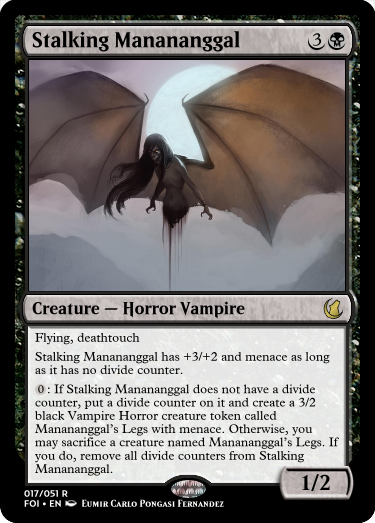 Stalking Manananggal 3
Creature — Horror Vampire
Flying, deathtouch
Stalking Manananggal has +3/+2 and menace as long
as it has no divide counter.
0: If Stalking Manananggal does not have a divide
counter, put a divide counter on it and create a 3/2
black Vampire Horror creature token called
Manananggal's Legs with menace. Otherwise, you
may sacrifice a creature named Manananggal's Legs. If
you do, remove all divide counters from Stalking
Manananggal.
1/2
017/051 R
FOI • EN Eumir Carlo Pongasi Fernandez